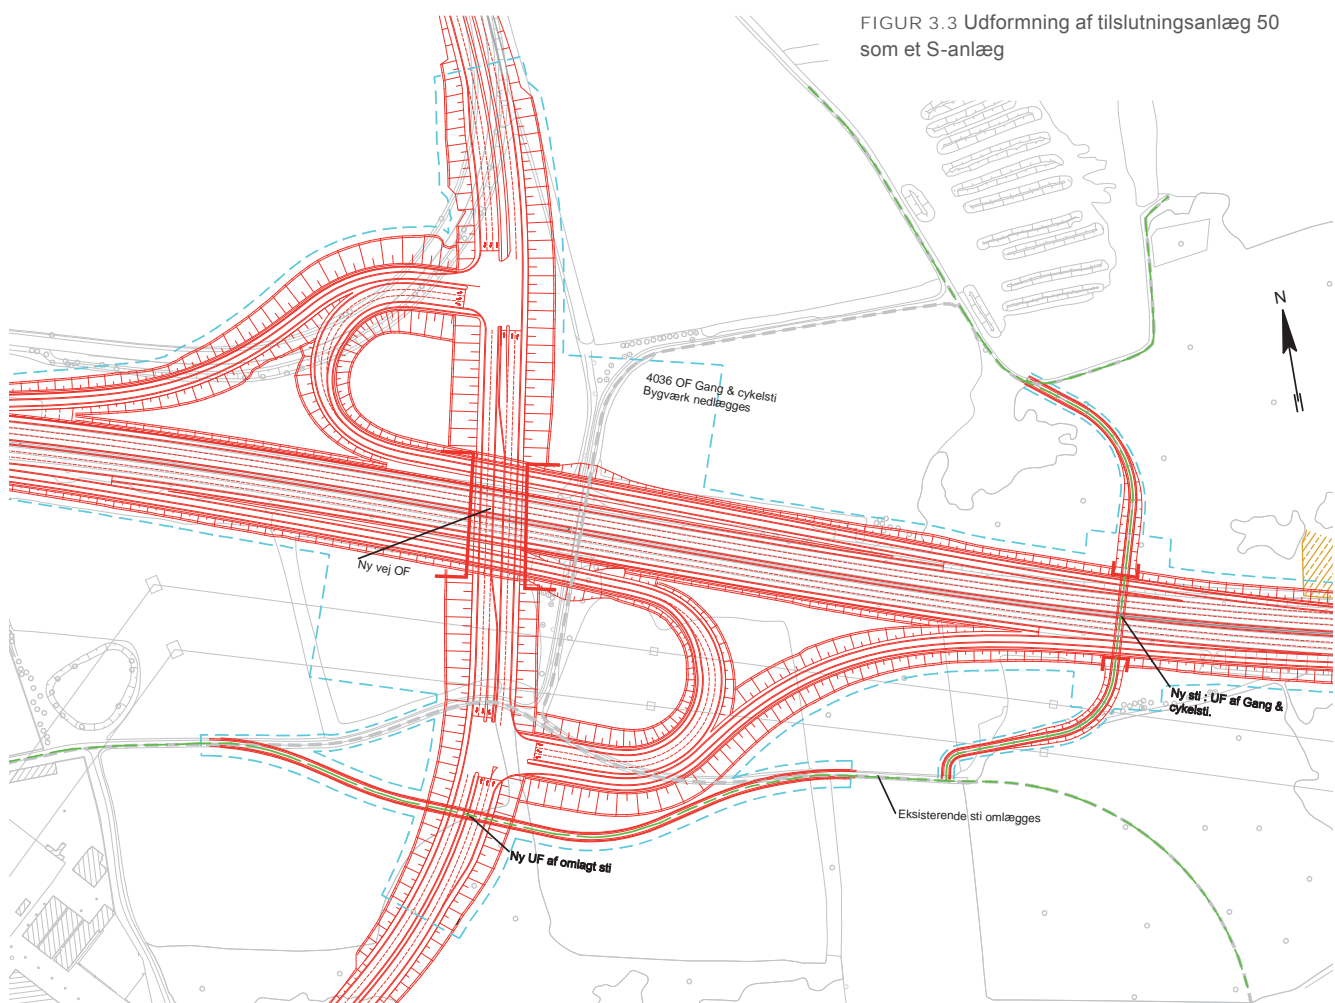 FIGUR 3.3 Udformning af tilslutningsanlæg 50
som et S-anlæg
N
4036 OF Gang & cykelsti
Bygværk nedlægges
Ny vej OF
Ny sti : UF af Gang &
cykelsti.
Eksisterende sti omlægges
Ny UF af omlagt sti